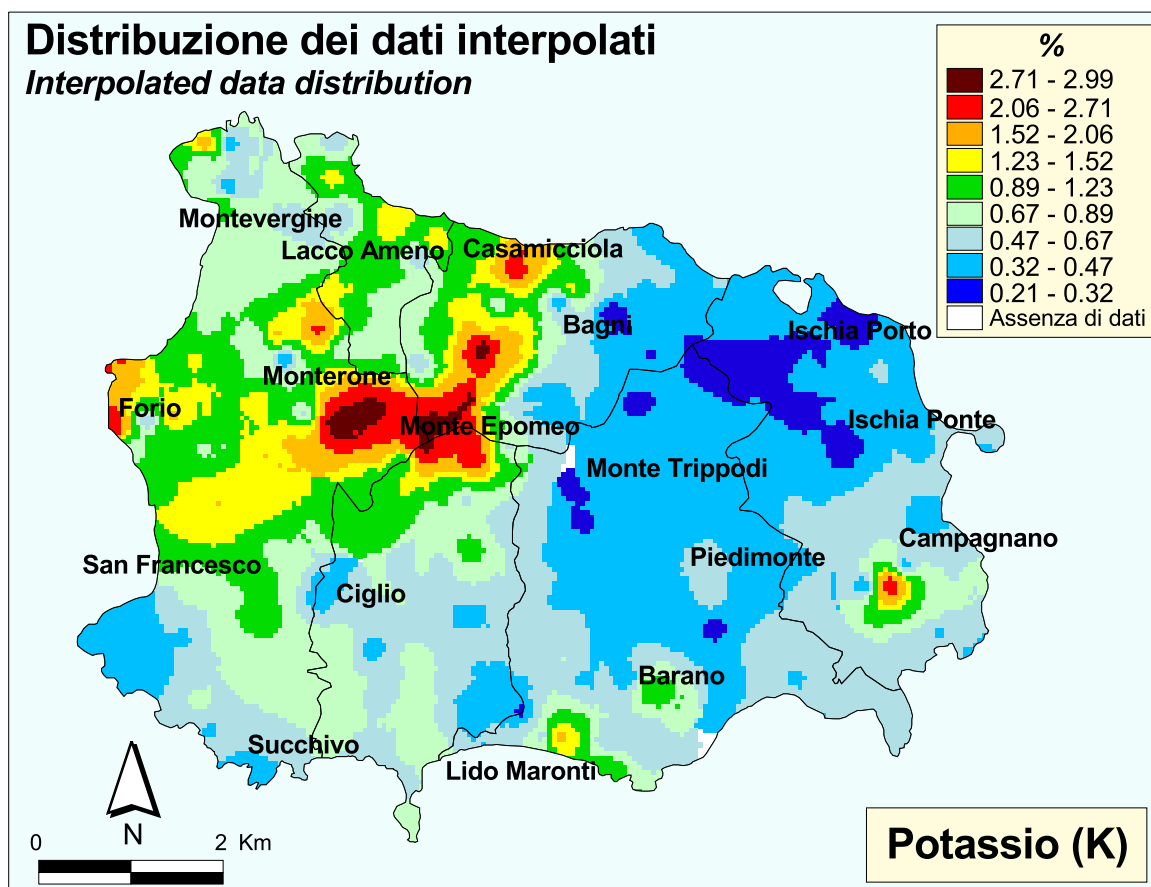 Distribuzione dei dati interpolati
Interpolated data distribution
%
2.71 - 2.99
2.06 - 2.71
1.52 - 2.06
1.23 - 1.52
0.89 - 1.23
0.67 - 0.89
0.47 - 0.67
0.32 - 0.47
0.21 - 0.32
Assenza di dati
Montevergine
Lacco Ameno
Casamicciola
Bagni
Ischia Porto
Monterone
Forio
Monte Epomeo
Ischia Ponte
Monte Trippodi
Campagnano
San Francesco
Piedimonte
Ciglio
Barano
Succhivo
Lido Maronti
N
0 2 Km
Potassio (K)